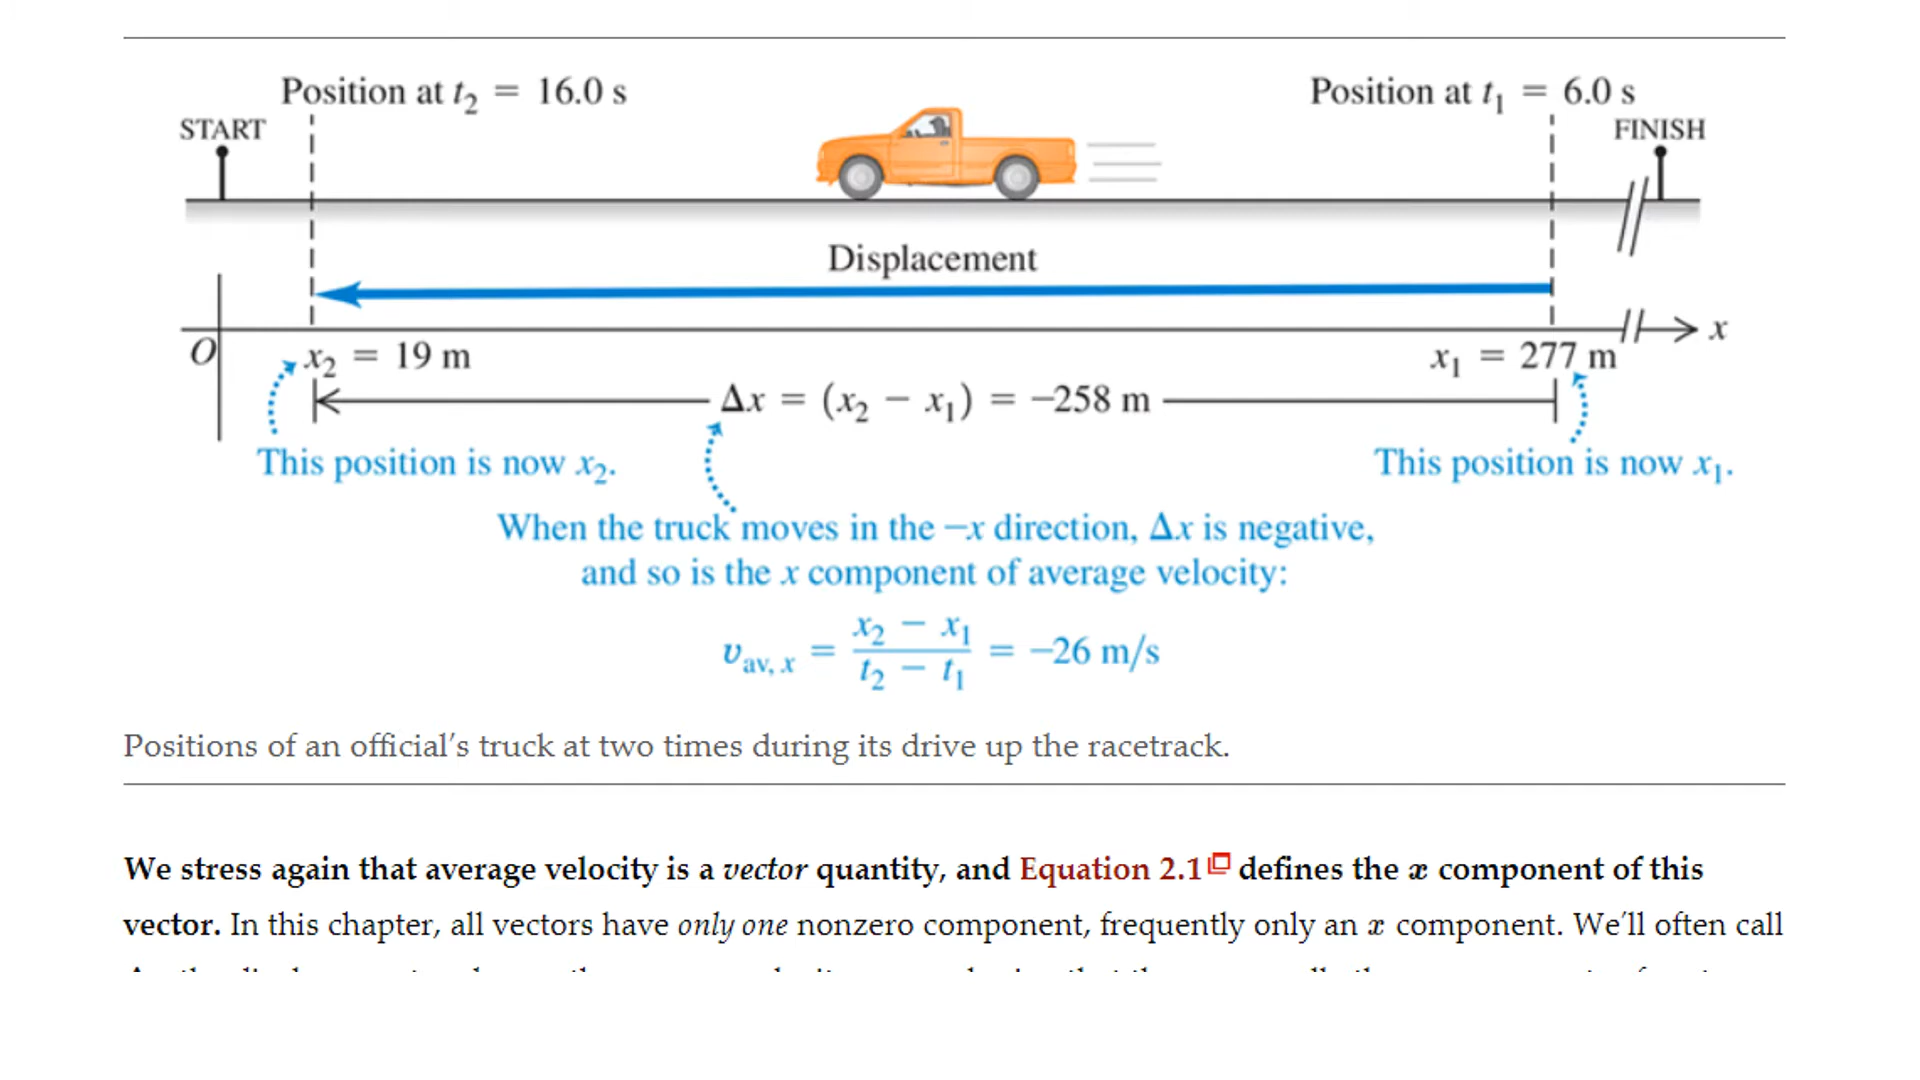 Position at t₂ = 16.0 s
Position at t₁ = 6.0 s
START
FINISH
Displacement
O
x
x₂ = 19 m
x₁ = 277 m
Δx = (x₂ − x₁) = −258 m
This position is now x₂.
This position is now x₁.
When the truck moves in the −x direction, Δx is negative,
and so is the x component of average velocity:
v_av, x = (x₂ − x₁)/(t₂ − t₁) = −26 m/s
Positions of an official's truck at two times during its drive up the racetrack.
We stress again that average velocity is a vector quantity, and Equation 2.1 defines the x component of this
vector. In this chapter, all vectors have only one nonzero component, frequently only an x component. We'll often call